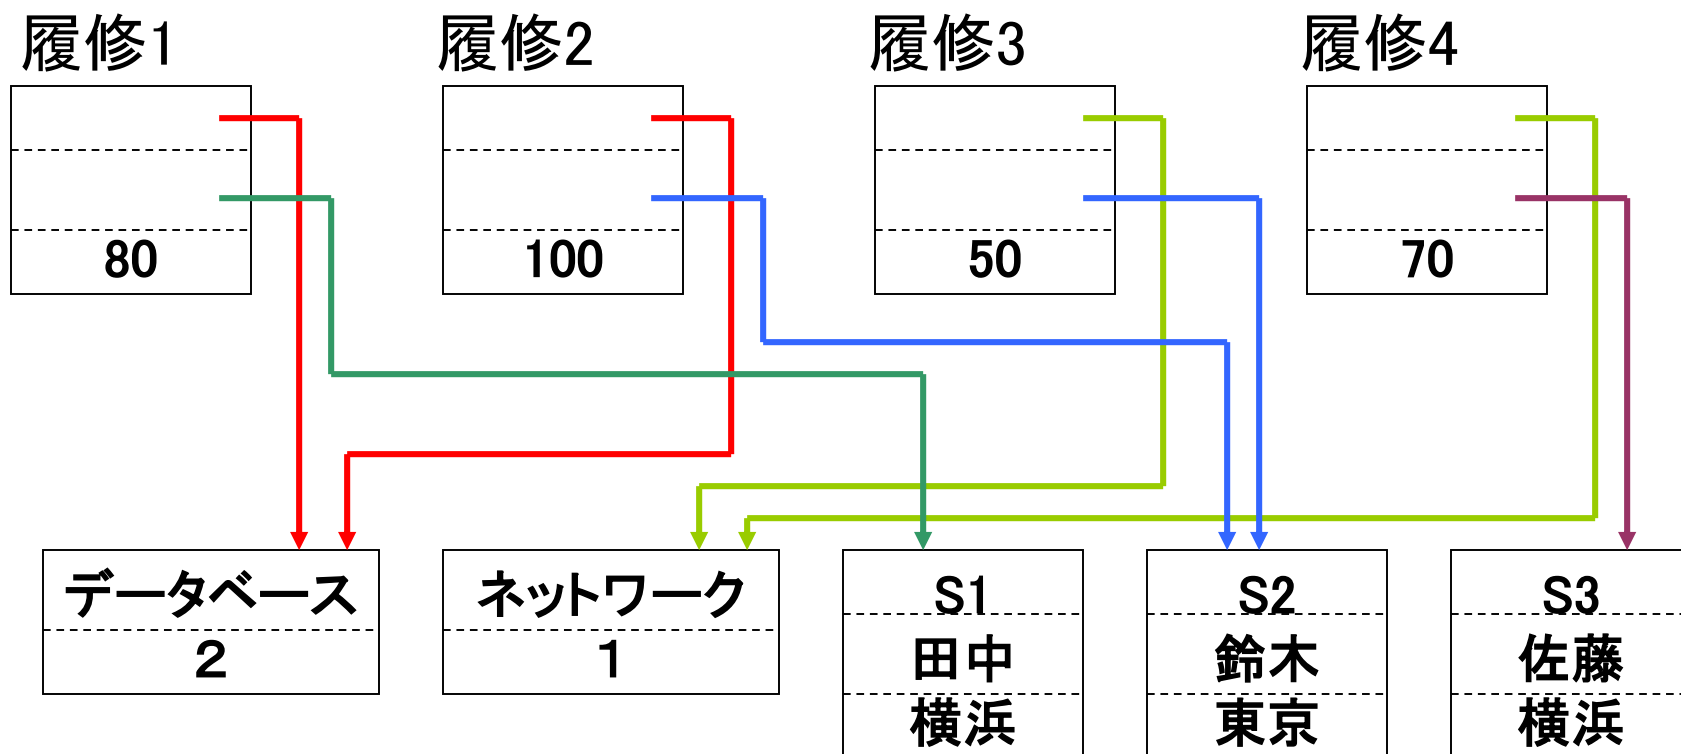 履修1 履修2 履修3 履修4
80 100 50 70
データベース ネットワーク S1 S2 S3
2 1 田中 鈴木 佐藤
横浜 東京 横浜